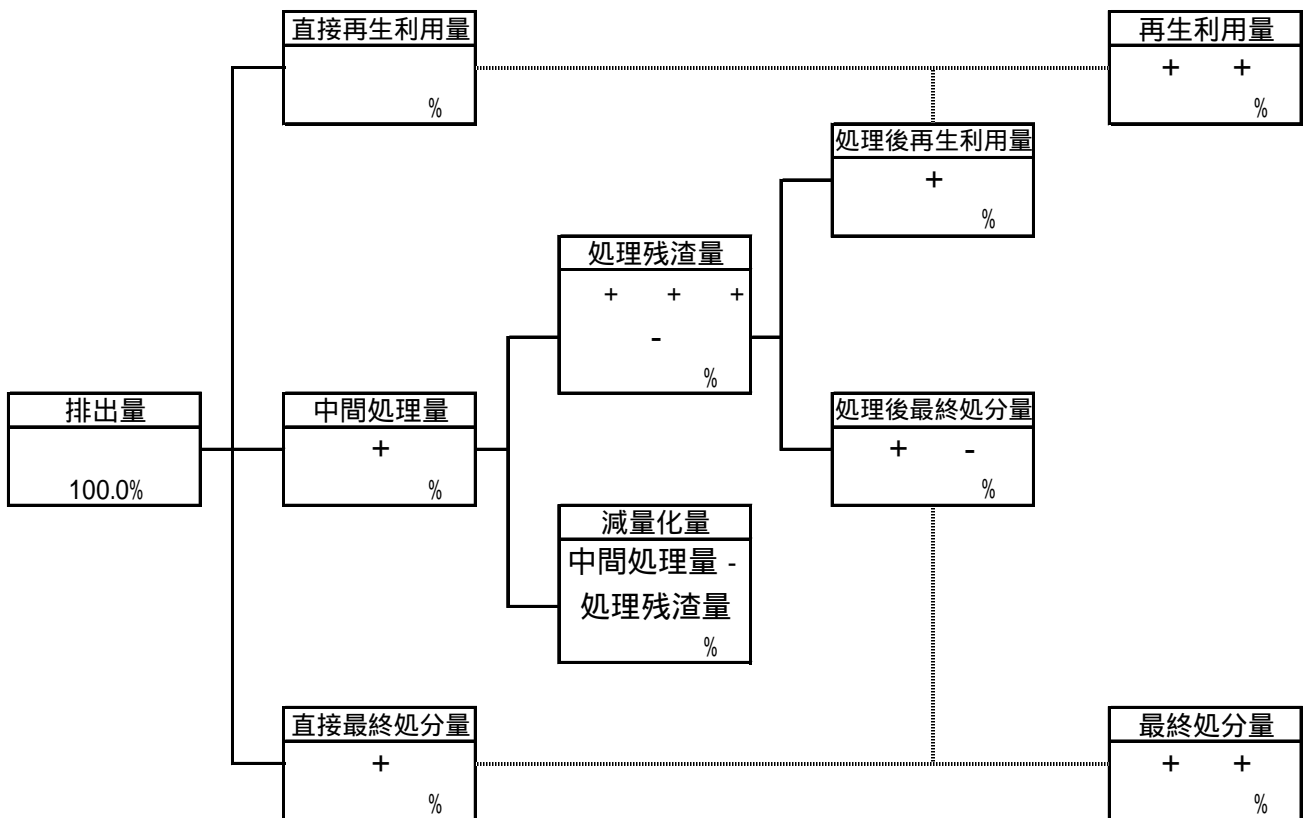 直接再生利用量
%
再生利用量
+ +
%
処理後再生利用量
+
%
処理残渣量
+ + +
-
%
排出量
100.0%
中間処理量
+
%
処理後最終処分量
+ -
%
減量化量
中間処理量 -
処理残渣量
%
直接最終処分量
+
%
最終処分量
+ +
%